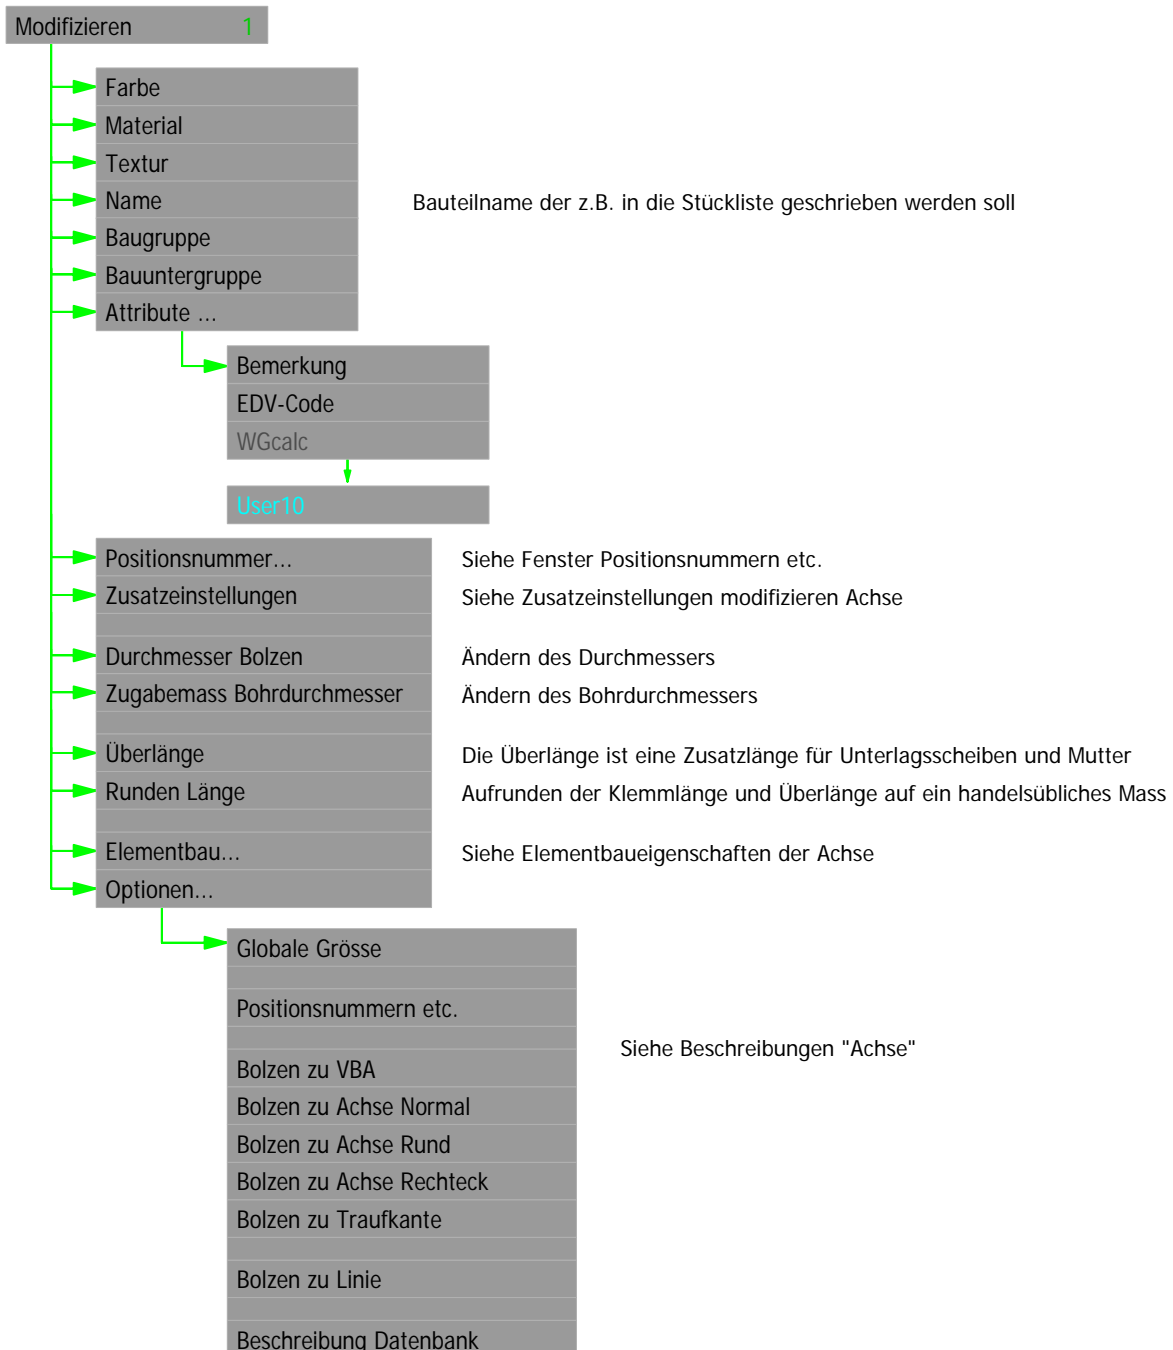 Modifizieren 1
Farbe
Material
Textur
Name Bauteilname der z.B. in die Stückliste geschrieben werden soll
Baugruppe
Bauuntergruppe
Attribute ...
Bemerkung
EDV-Code
WGcalc
User10
Positionsnummer... Siehe Fenster Positionsnummern etc.
Zusatzeinstellungen Siehe Zusatzeinstellungen modifizieren Achse
Durchmesser Bolzen Ändern des Durchmessers
Zugabemass Bohrdurchmesser Ändern des Bohrdurchmessers
Überlänge Die Überlänge ist eine Zusatzlänge für Unterlagsscheiben und Mutter
Runden Länge Aufrunden der Klemmlänge und Überlänge auf ein handelsübliches Mass
Elementbau... Siehe Elementbaueigenschaften der Achse
Optionen...
Globale Grösse
Positionsnummern etc.
Siehe Beschreibungen "Achse"
Bolzen zu VBA
Bolzen zu Achse Normal
Bolzen zu Achse Rund
Bolzen zu Achse Rechteck
Bolzen zu Traufkante
Bolzen zu Linie
Beschreibung Datenbank